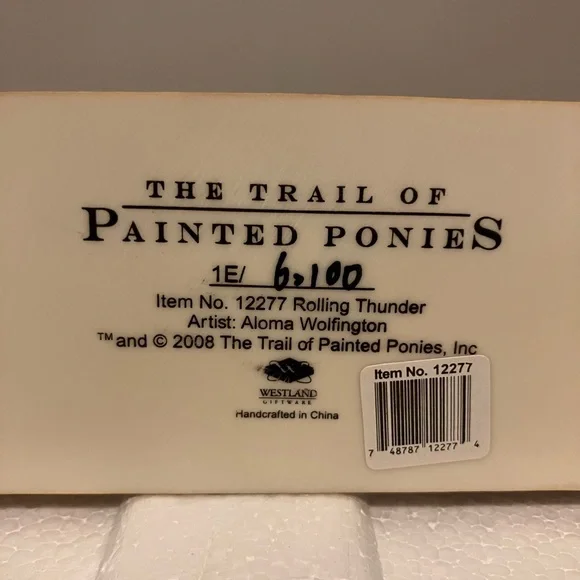 THE TRAIL OF
PAINTED PONIES
1E/ 6,100
Item No. 12277 Rolling Thunder
Artist: Aloma Wolfington
™ and © 2008 The Trail of Painted Ponies, Inc
WESTLAND
GIFTWARE
Handcrafted in China
Item No. 12277
7 48787 12277 4